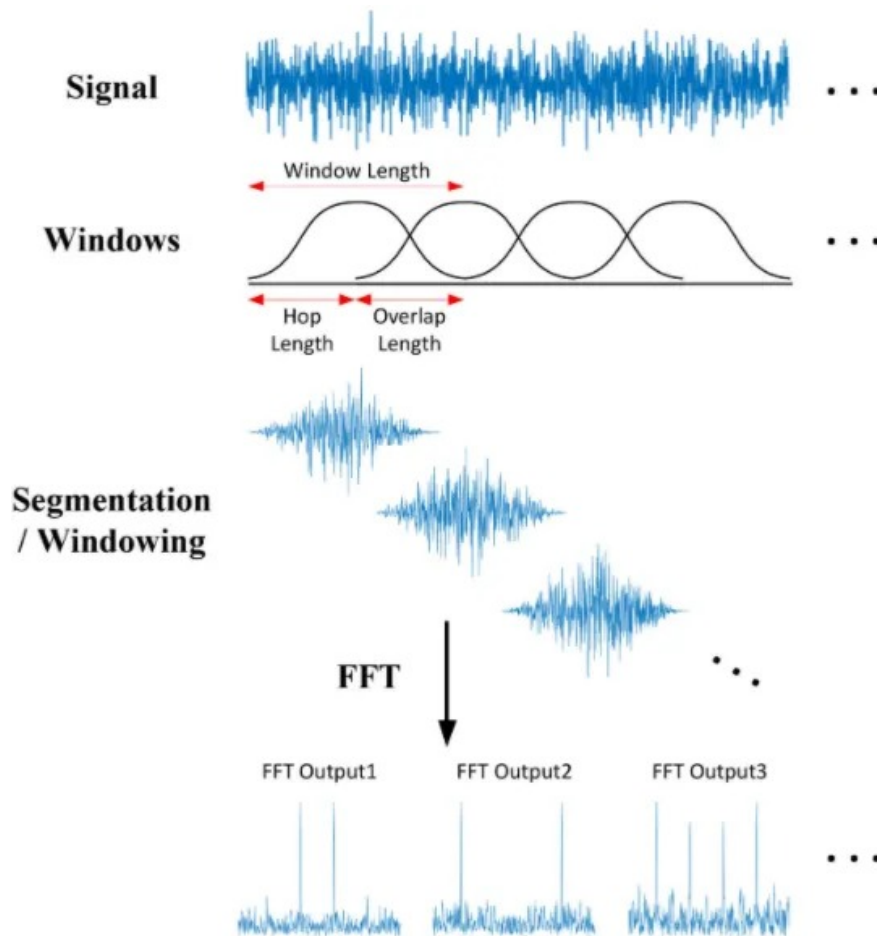 Signal
Window Length
Windows
Hop
Length
Overlap
Length
Segmentation
/ Windowing
FFT
FFT Output1
FFT Output2
FFT Output3